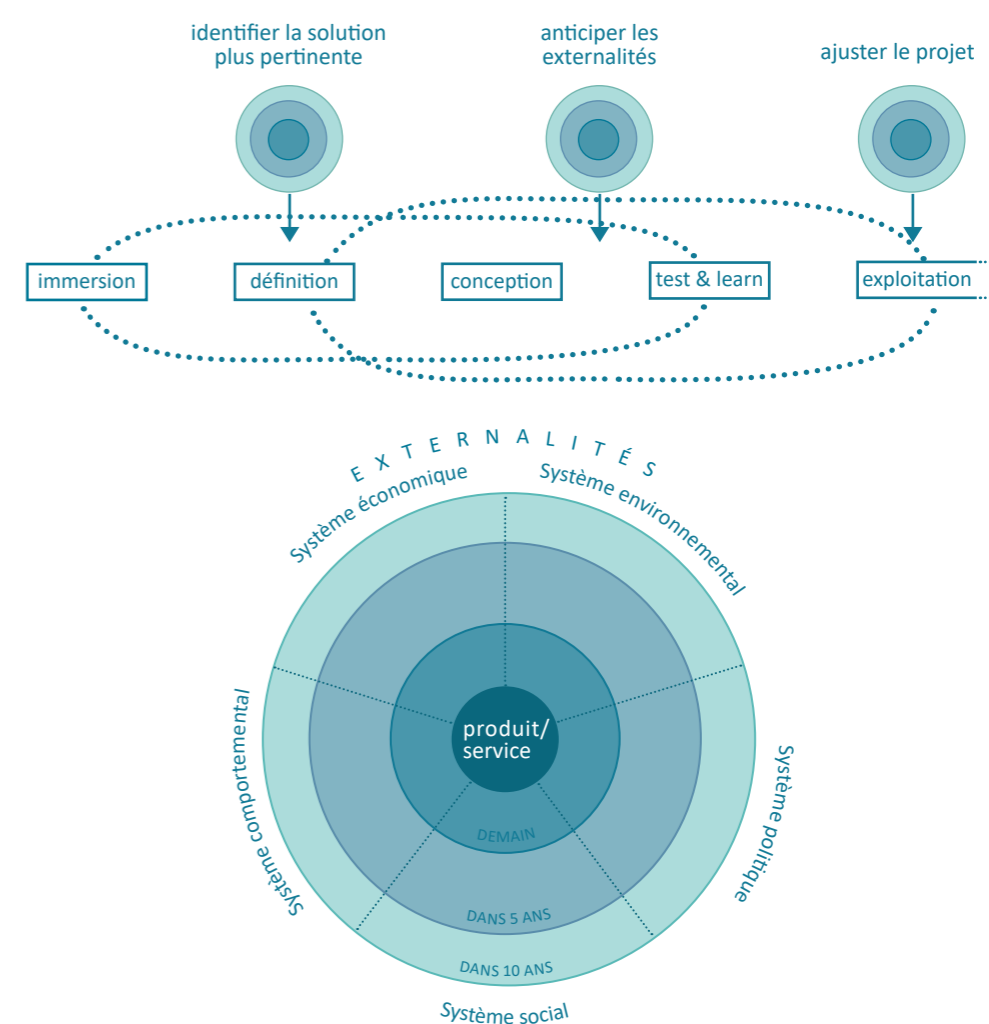 identifier la solution
plus pertinente
anticiper les
externalités
ajuster le projet
immersion
définition
conception
test & learn
exploitation
EXTERNALITÉS
Système économique
Système environnemental
Système comportemental
Système politique
produit/
service
DEMAIN
DANS 5 ANS
DANS 10 ANS
Système social